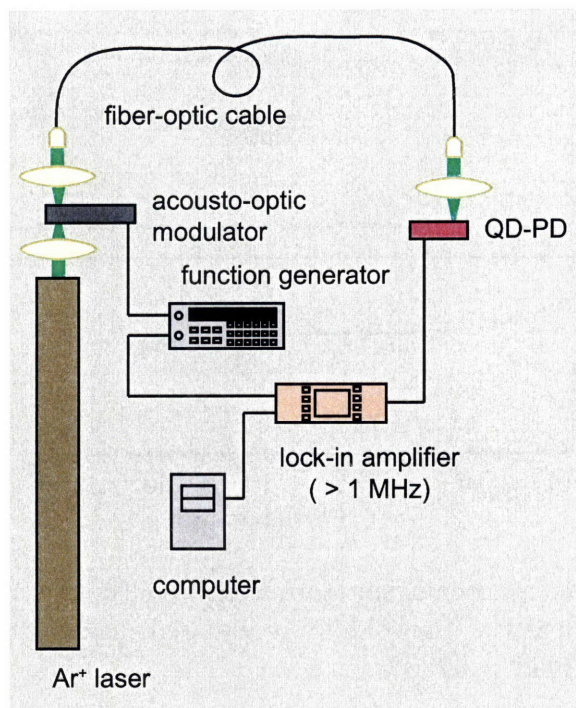 fiber-optic cable
acousto-optic
modulator
QD-PD
function generator
lock-in amplifier
( > 1 MHz)
computer
Ar⁺ laser